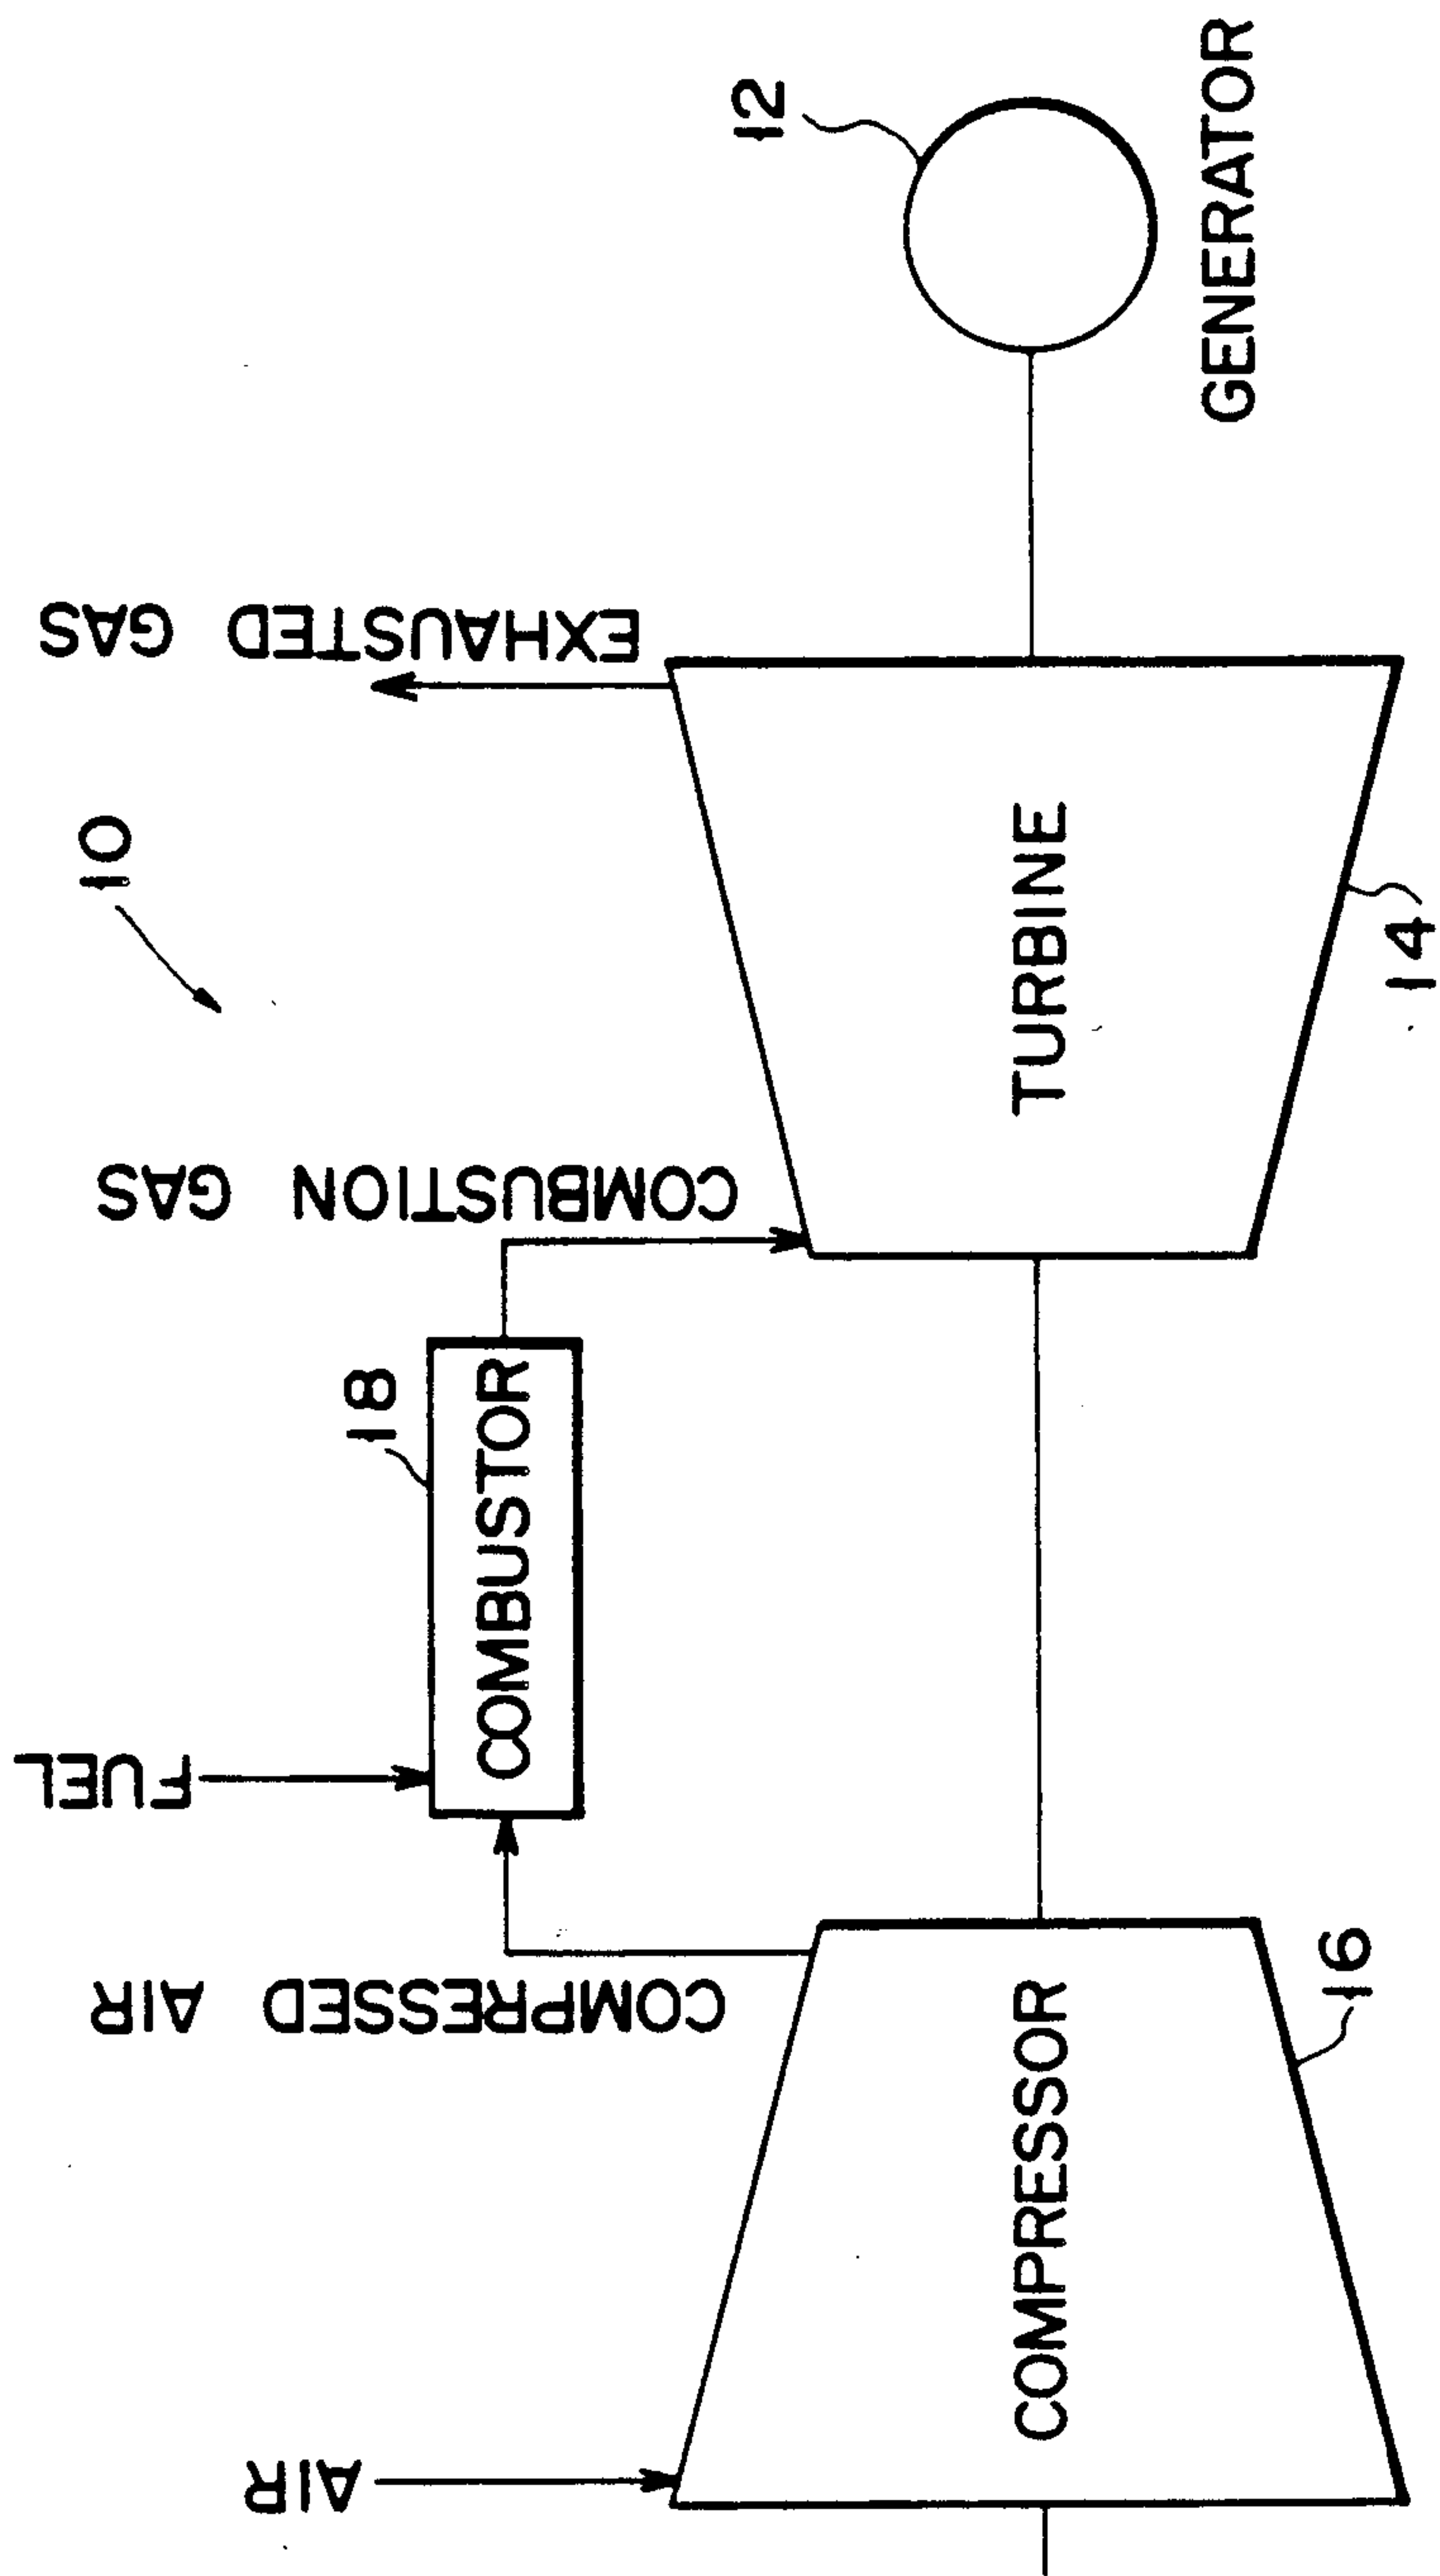 FUEL
18
COMBUSTOR
COMBUSTION GAS
10
EXHAUSTED GAS
12
GENERATOR
AIR
COMPRESSED AIR
COMPRESSOR
16
TURBINE
14